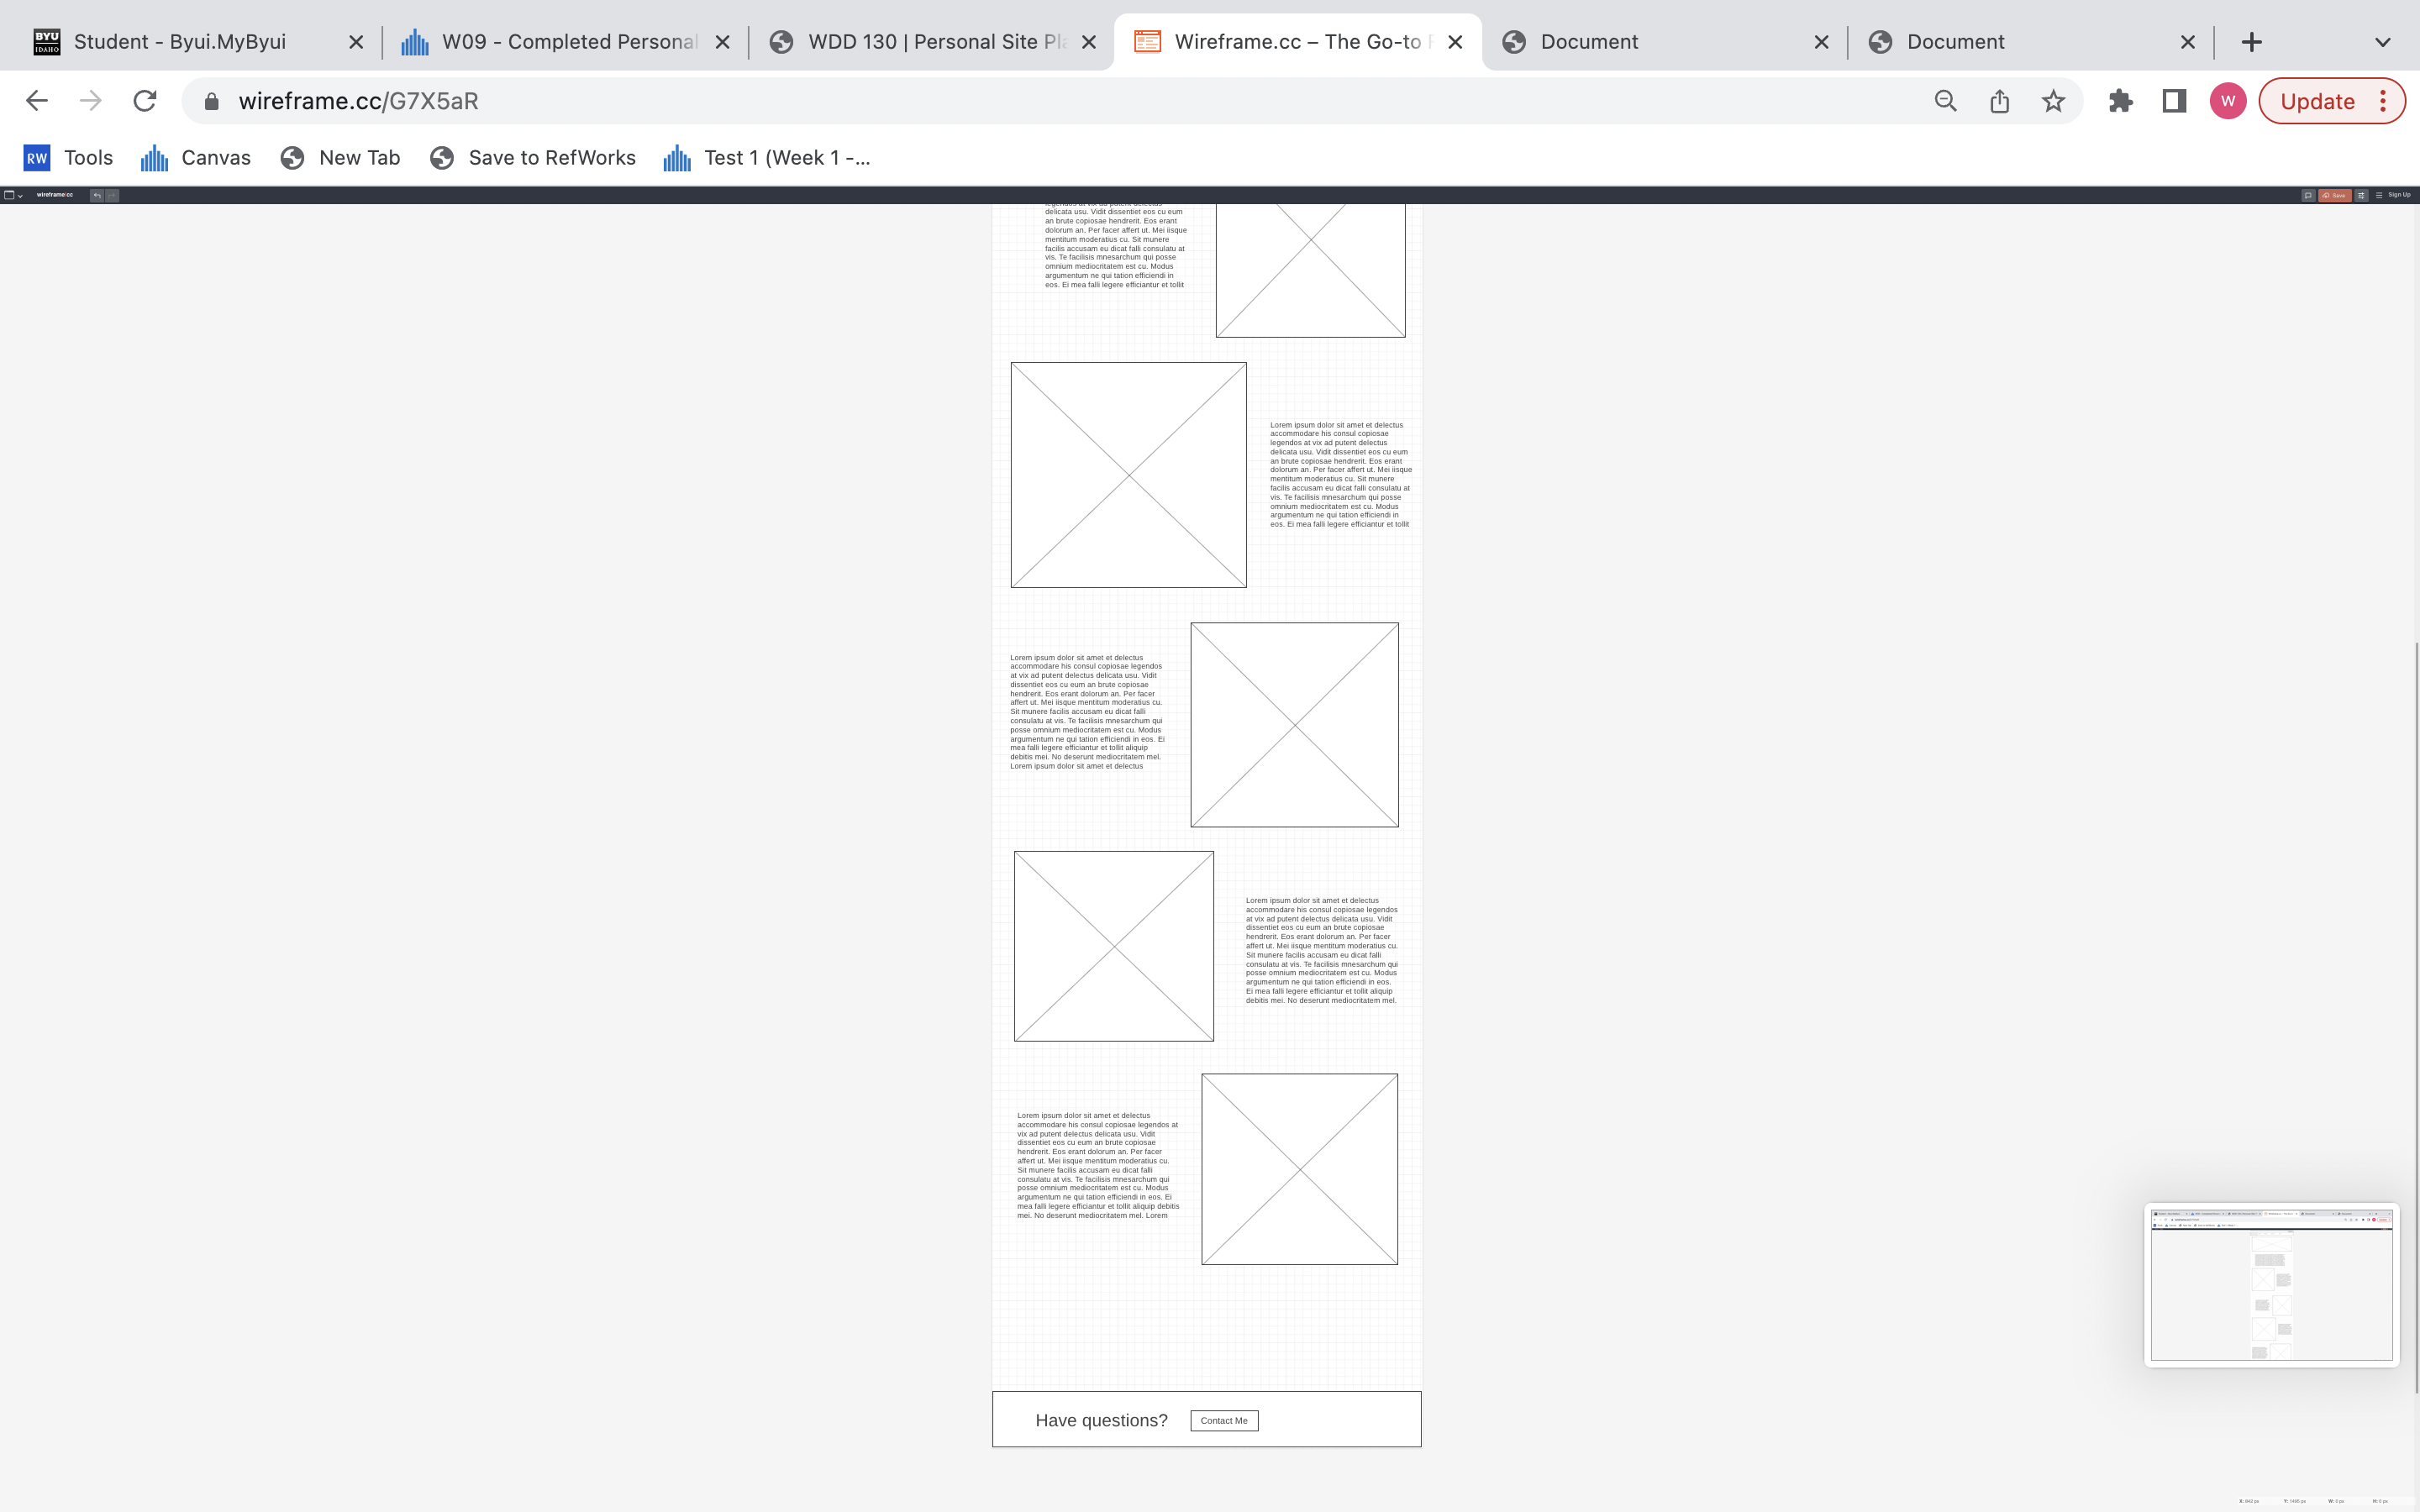 BYU
IDAHO
Student - Byui.MyByui
W09 - Completed Personal
WDD 130 | Personal Site Pla
Wireframe.cc – The Go-to F
Document
Document
wireframe.cc/G7X5aR
W
Update
RW Tools
Canvas
New Tab
Save to RefWorks
Test 1 (Week 1 -...
wireframe.cc
Save
Sign Up
legendos at vix ad putent delectus
delicata usu. Vidit dissentiet eos cu eum
an brute copiosae hendrerit. Eos erant
dolorum an. Per facer affert ut. Mei iisque
mentitum moderatius cu. Sit munere
facilis accusam eu dicat falli consulatu at
vis. Te facilisis mnesarchum qui posse
omnium mediocritatem est cu. Modus
argumentum ne qui tation efficiendi in
eos. Ei mea falli legere efficiantur et tollit
Lorem ipsum dolor sit amet et delectus
accommodare his consul copiosae
legendos at vix ad putent delectus
delicata usu. Vidit dissentiet eos cu eum
an brute copiosae hendrerit. Eos erant
dolorum an. Per facer affert ut. Mei iisque
mentitum moderatius cu. Sit munere
facilis accusam eu dicat falli consulatu at
vis. Te facilisis mnesarchum qui posse
omnium mediocritatem est cu. Modus
argumentum ne qui tation efficiendi in
eos. Ei mea falli legere efficiantur et tollit
Lorem ipsum dolor sit amet et delectus
accommodare his consul copiosae legendos
at vix ad putent delectus delicata usu. Vidit
dissentiet eos cu eum an brute copiosae
hendrerit. Eos erant dolorum an. Per facer
affert ut. Mei iisque mentitum moderatius cu.
Sit munere facilis accusam eu dicat falli
consulatu at vis. Te facilisis mnesarchum qui
posse omnium mediocritatem est cu. Modus
argumentum ne qui tation efficiendi in eos. Ei
mea falli legere efficiantur et tollit aliquip
debitis mei. No deserunt mediocritatem mel.
Lorem ipsum dolor sit amet et delectus
Lorem ipsum dolor sit amet et delectus
accommodare his consul copiosae legendos
at vix ad putent delectus delicata usu. Vidit
dissentiet eos cu eum an brute copiosae
hendrerit. Eos erant dolorum an. Per facer
affert ut. Mei iisque mentitum moderatius cu.
Sit munere facilis accusam eu dicat falli
consulatu at vis. Te facilisis mnesarchum qui
posse omnium mediocritatem est cu. Modus
argumentum ne qui tation efficiendi in eos.
Ei mea falli legere efficiantur et tollit aliquip
debitis mei. No deserunt mediocritatem mel.
Lorem ipsum dolor sit amet et delectus
accommodare his consul copiosae legendos at
vix ad putent delectus delicata usu. Vidit
dissentiet eos cu eum an brute copiosae
hendrerit. Eos erant dolorum an. Per facer
affert ut. Mei iisque mentitum moderatius cu.
Sit munere facilis accusam eu dicat falli
consulatu at vis. Te facilisis mnesarchum qui
posse omnium mediocritatem est cu. Modus
argumentum ne qui tation efficiendi in eos. Ei
mea falli legere efficiantur et tollit aliquip debitis
mei. No deserunt mediocritatem mel. Lorem
Have questions?
Contact Me